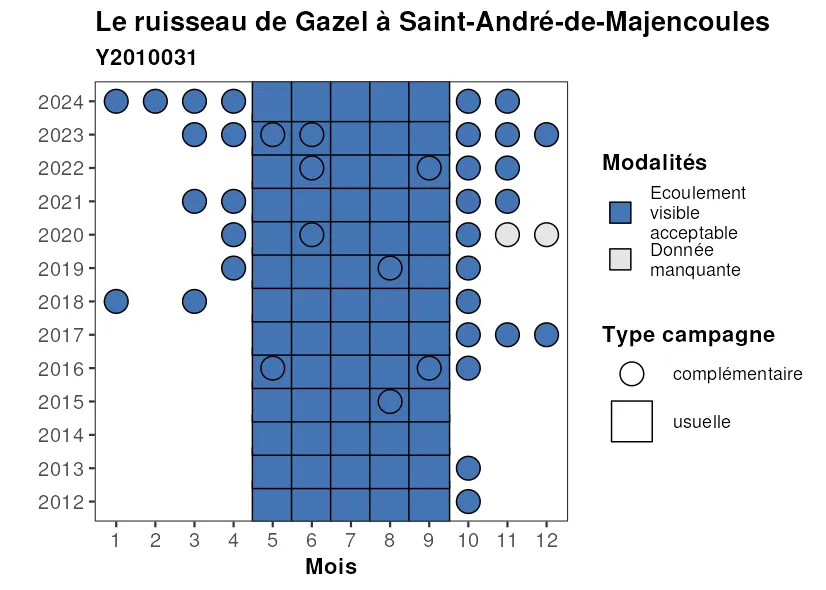 Le ruisseau de Gazel à Saint-André-de-Majencoules
Y2010031
2024
2023
2022
2021
2020
2019
2018
2017
2016
2015
2014
2013
2012
1 2 3 4 5 6 7 8 9 10 11 12
Mois
Modalités
Ecoulement
visible
acceptable
Donnée
manquante
Type campagne
complémentaire
usuelle